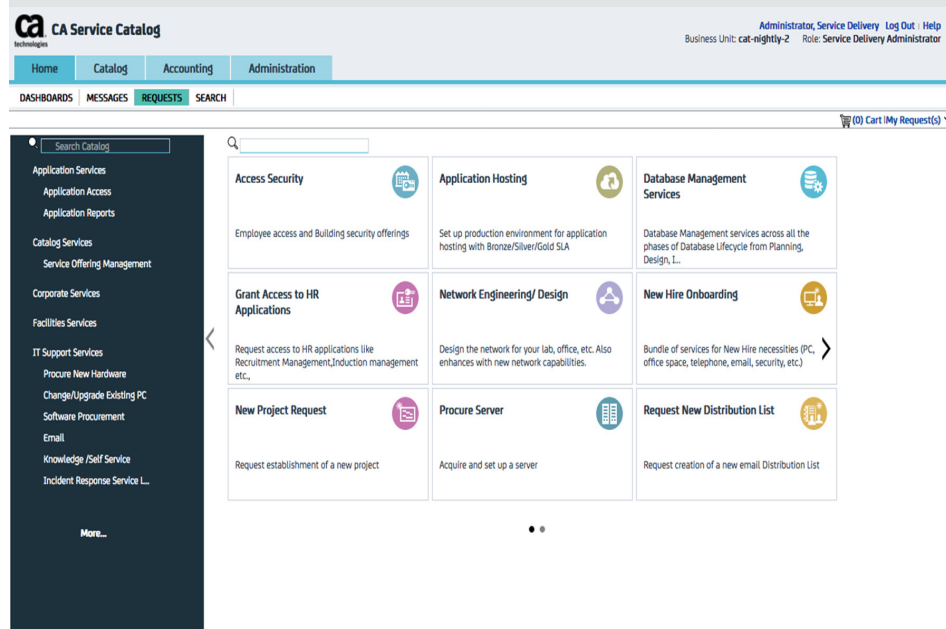 ca
technologies
CA Service Catalog
Administrator, Service Delivery Log Out | Help
Business Unit: cat-nightly-2 Role: Service Delivery Administrator
Home Catalog Accounting Administration
DASHBOARDS MESSAGES REQUESTS SEARCH
(0) Cart |My Request(s)
Search Catalog
Application Services
Application Access
Application Reports
Catalog Services
Service Offering Management
Corporate Services
Facilities Services
IT Support Services
Procure New Hardware
Change/Upgrade Existing PC
Software Procurement
Email
Knowledge /Self Service
Incident Response Service L...
More...
Access Security
Employee access and Building security offerings
Application Hosting
Set up production environment for application
hosting with Bronze/Silver/Gold SLA
Database Management
Services
Database Management services across all the
phases of Database Lifecycle from Planning,
Design, I...
Grant Access to HR
Applications
Request access to HR applications like
Recruitment Management,Induction management
etc.,
Network Engineering/ Design
Design the network for your lab, office, etc. Also
enhances with new network capabilities.
New Hire Onboarding
Bundle of services for New Hire necessities (PC,
office space, telephone, email, security, etc.)
New Project Request
Request establishment of a new project
Procure Server
Acquire and set up a server
Request New Distribution List
Request creation of a new email Distribution List